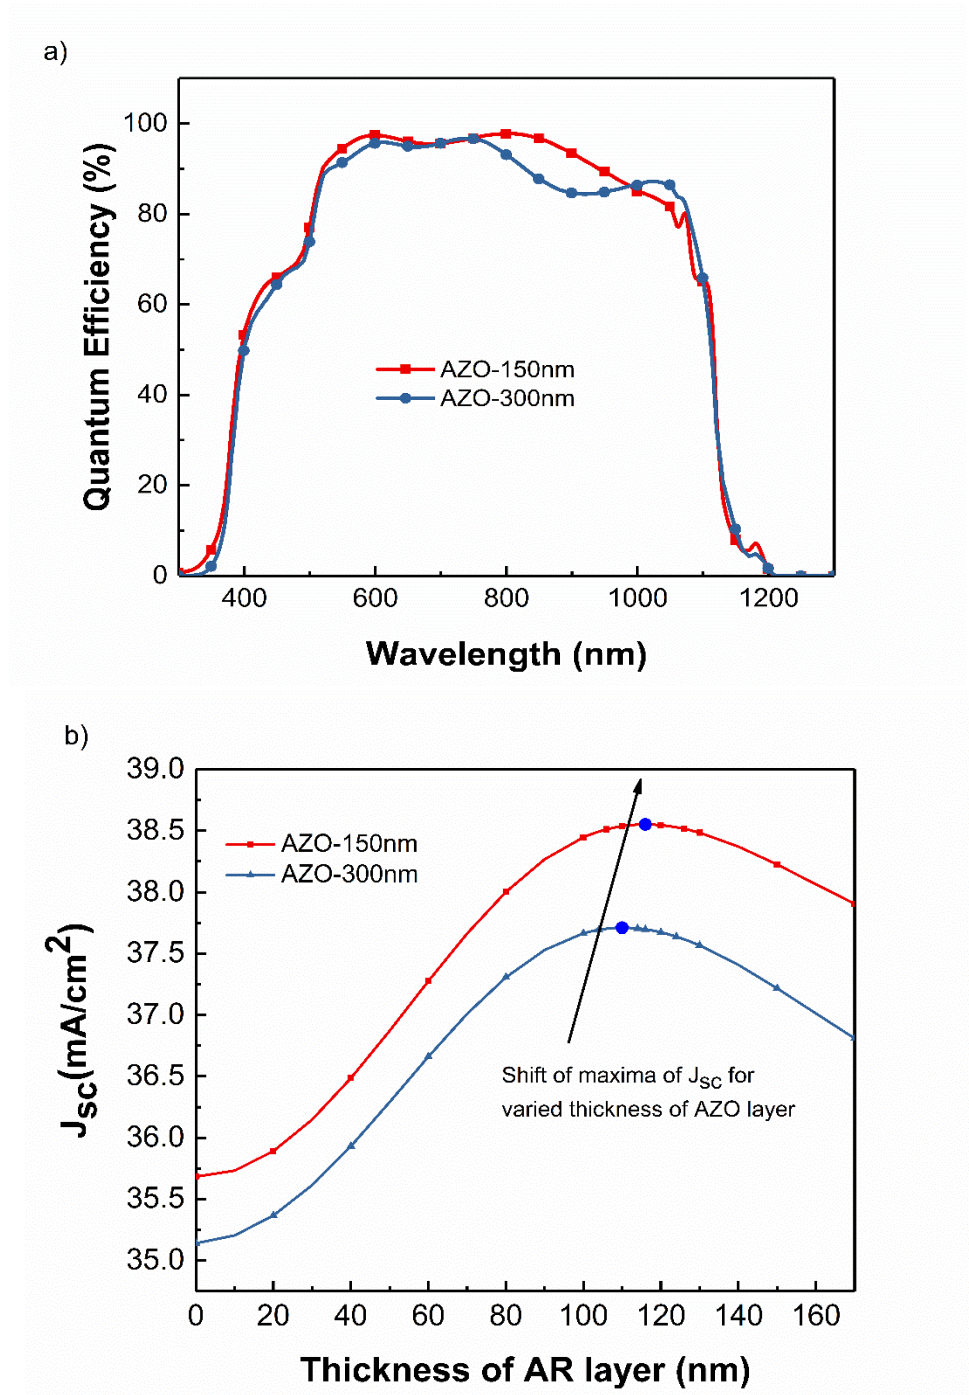 a)
100
80
60
40
20
0
Quantum Efficiency (%)
AZO-150nm
AZO-300nm
400 600 800 1000 1200
Wavelength (nm)
b)
39.0
38.5
38.0
37.5
37.0
36.5
36.0
35.5
35.0
JSC(mA/cm2)
AZO-150nm
AZO-300nm
Shift of maxima of JSC for
varied thickness of AZO layer
0 20 40 60 80 100 120 140 160
Thickness of AR layer (nm)